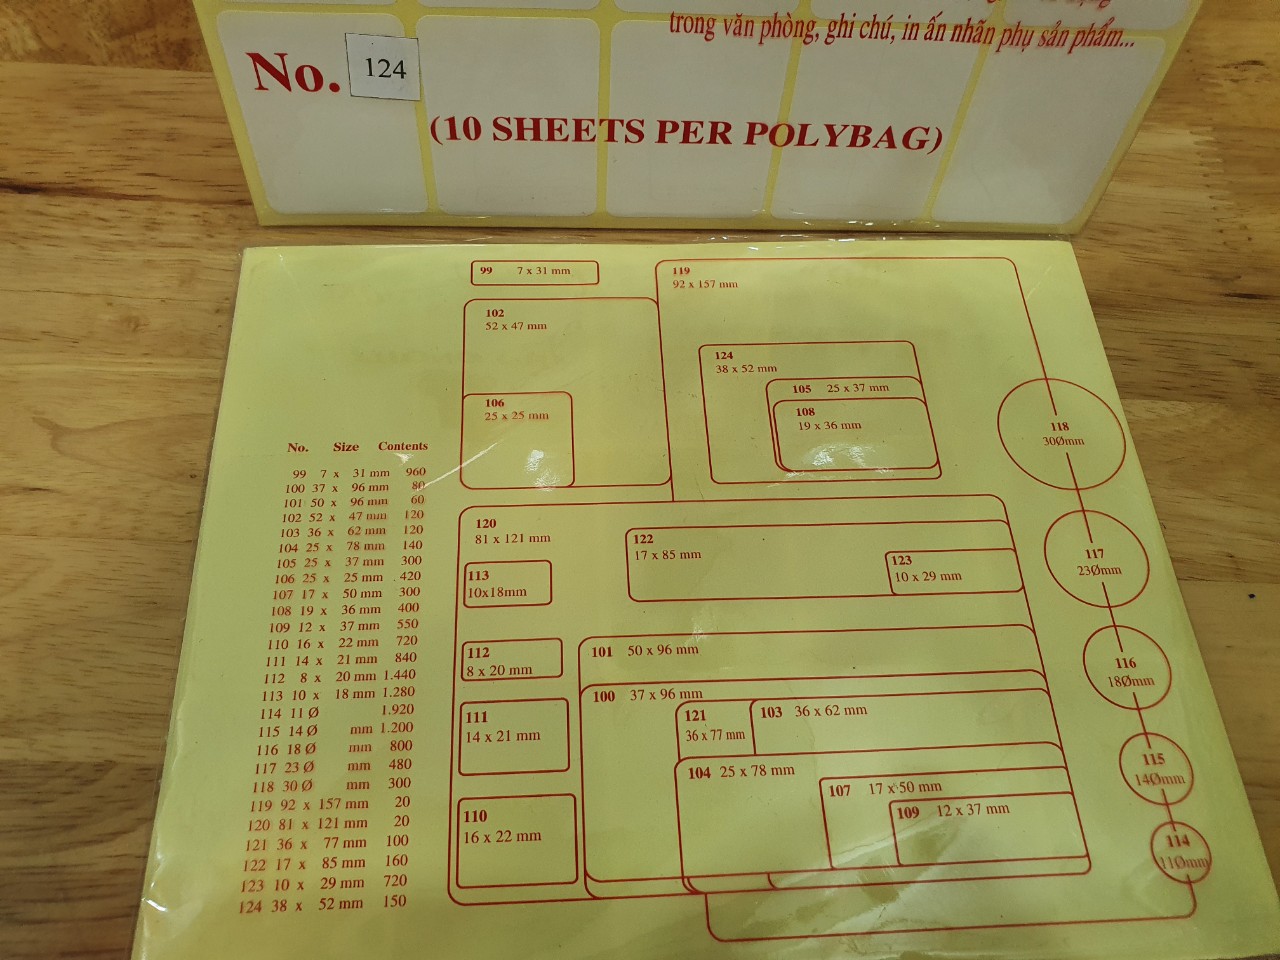 trong văn phòng, ghi chú, in ấn nhãn phụ sản phẩm...
No. 124
(10 SHEETS PER POLYBAG)
99 7 x 31 mm
119
92 x 157 mm
102
52 x 47 mm
124
38 x 52 mm
105 25 x 37 mm
106
25 x 25 mm
108
19 x 36 mm
118
30Ømm
No. Size Contents
99 7 x 31 mm 960
100 37 x 96 mm 80
101 50 x 96 mm 60
102 52 x 47 mm 120
103 36 x 62 mm 120
104 25 x 78 mm 140
105 25 x 37 mm 300
106 25 x 25 mm 420
107 17 x 50 mm 300
108 19 x 36 mm 400
109 12 x 37 mm 550
110 16 x 22 mm 720
111 14 x 21 mm 840
112 8 x 20 mm 1.440
113 10 x 18 mm 1.280
114 11 Ø 1.920
115 14 Ø mm 1.200
116 18 Ø mm 800
117 23 Ø mm 480
118 30 Ø mm 300
119 92 x 157 mm 20
120 81 x 121 mm 20
121 36 x 77 mm 100
122 17 x 85 mm 160
123 10 x 29 mm 720
124 38 x 52 mm 150
120
81 x 121 mm
122
17 x 85 mm
123
10 x 29 mm
117
23Ømm
113
10x18mm
112
8 x 20 mm
101 50 x 96 mm
116
18Ømm
100 37 x 96 mm
111
14 x 21 mm
121
36 x 77 mm
103 36 x 62 mm
104 25 x 78 mm
115
14Ømm
107 17 x 50 mm
110
16 x 22 mm
109 12 x 37 mm
114
11Ømm